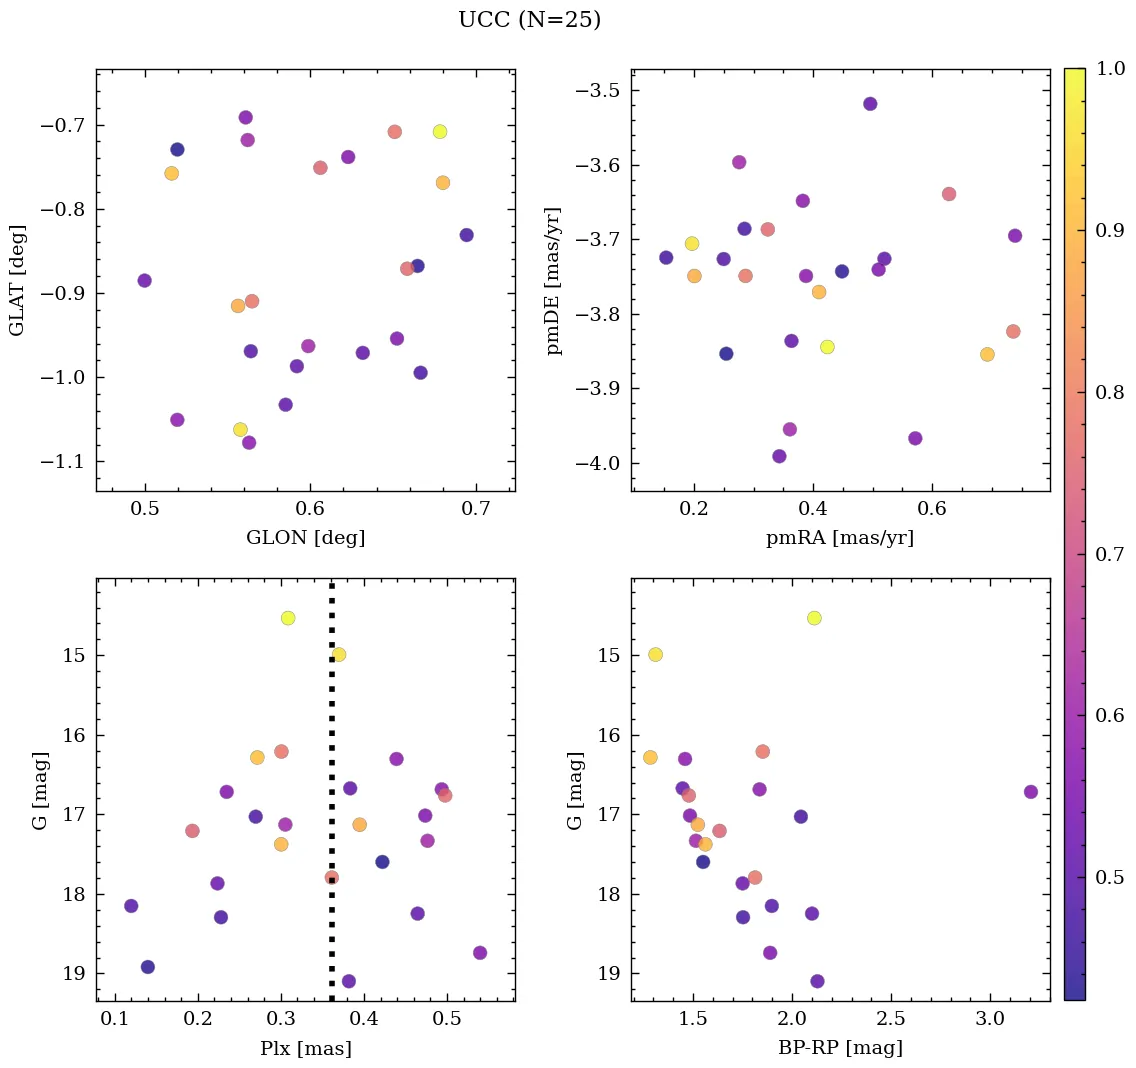 UCC (N=25)
−0.7
−0.8
−0.9
−1.0
−1.1
GLAT [deg]
0.5 0.6 0.7
GLON [deg]
−3.5
−3.6
−3.7
−3.8
−3.9
−4.0
pmDE [mas/yr]
0.2 0.4 0.6
pmRA [mas/yr]
1.0
0.9
0.8
0.7
0.6
0.5
15
16
17
18
19
G [mag]
0.1 0.2 0.3 0.4 0.5
Plx [mas]
15
16
17
18
19
G [mag]
1.5 2.0 2.5 3.0
BP-RP [mag]